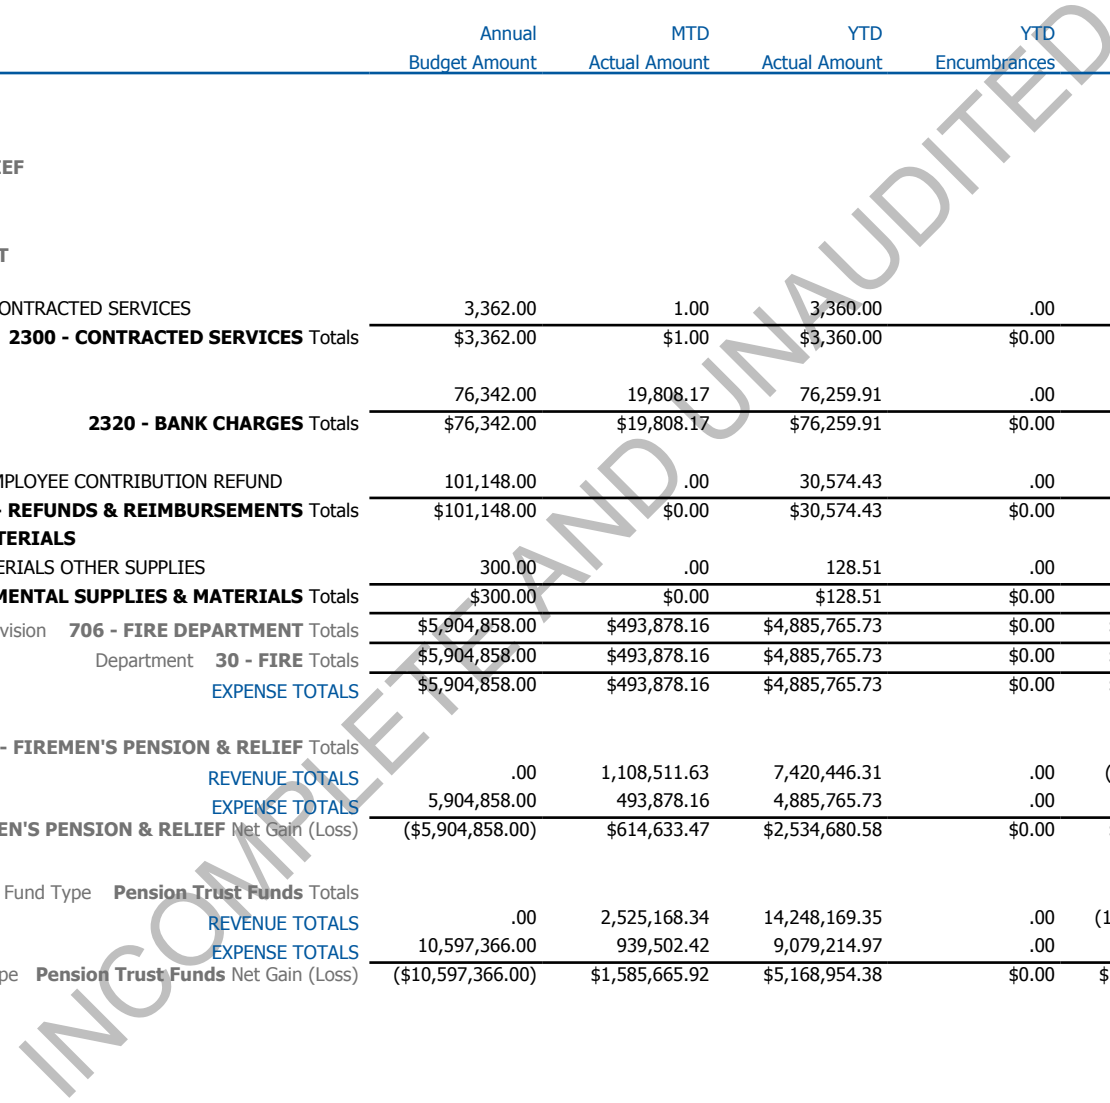 Annual MTD YTD YTD
Budget Amount Actual Amount Actual Amount Encumbrances
IEF
T
ONTRACTED SERVICES 3,362.00 1.00 3,360.00 .00
2300 - CONTRACTED SERVICES Totals $3,362.00 $1.00 $3,360.00 $0.00
76,342.00 19,808.17 76,259.91 .00
2320 - BANK CHARGES Totals $76,342.00 $19,808.17 $76,259.91 $0.00
MPLOYEE CONTRIBUTION REFUND 101,148.00 .00 30,574.43 .00
- REFUNDS & REIMBURSEMENTS Totals $101,148.00 $0.00 $30,574.43 $0.00
TERIALS
ERIALS OTHER SUPPLIES 300.00 .00 128.51 .00
MENTAL SUPPLIES & MATERIALS Totals $300.00 $0.00 $128.51 $0.00
vision 706 - FIRE DEPARTMENT Totals $5,904,858.00 $493,878.16 $4,885,765.73 $0.00
Department 30 - FIRE Totals $5,904,858.00 $493,878.16 $4,885,765.73 $0.00
EXPENSE TOTALS $5,904,858.00 $493,878.16 $4,885,765.73 $0.00
- FIREMEN'S PENSION & RELIEF Totals
REVENUE TOTALS .00 1,108,511.63 7,420,446.31 .00 (
EXPENSE TOTALS 5,904,858.00 493,878.16 4,885,765.73 .00
EN'S PENSION & RELIEF Net Gain (Loss) ($5,904,858.00) $614,633.47 $2,534,680.58 $0.00
Fund Type Pension Trust Funds Totals
REVENUE TOTALS .00 2,525,168.34 14,248,169.35 .00 (1
EXPENSE TOTALS 10,597,366.00 939,502.42 9,079,214.97 .00
pe Pension Trust Funds Net Gain (Loss) ($10,597,366.00) $1,585,665.92 $5,168,954.38 $0.00 $
INCOMPLETE AND UNAUDITED